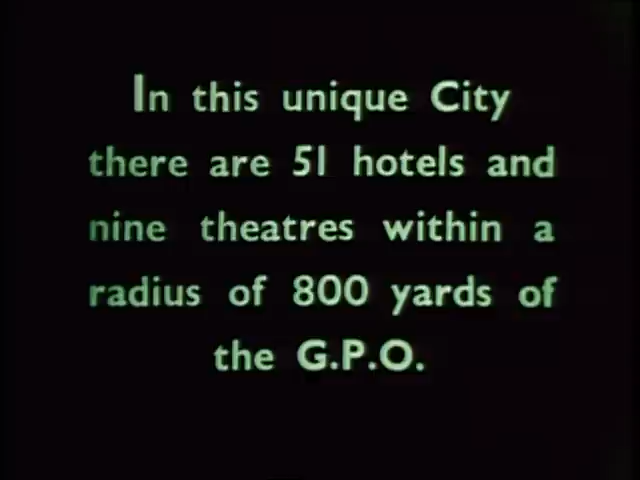 In this unique City
there are 51 hotels and
nine theatres within a
radius of 800 yards of
the G.P.O.